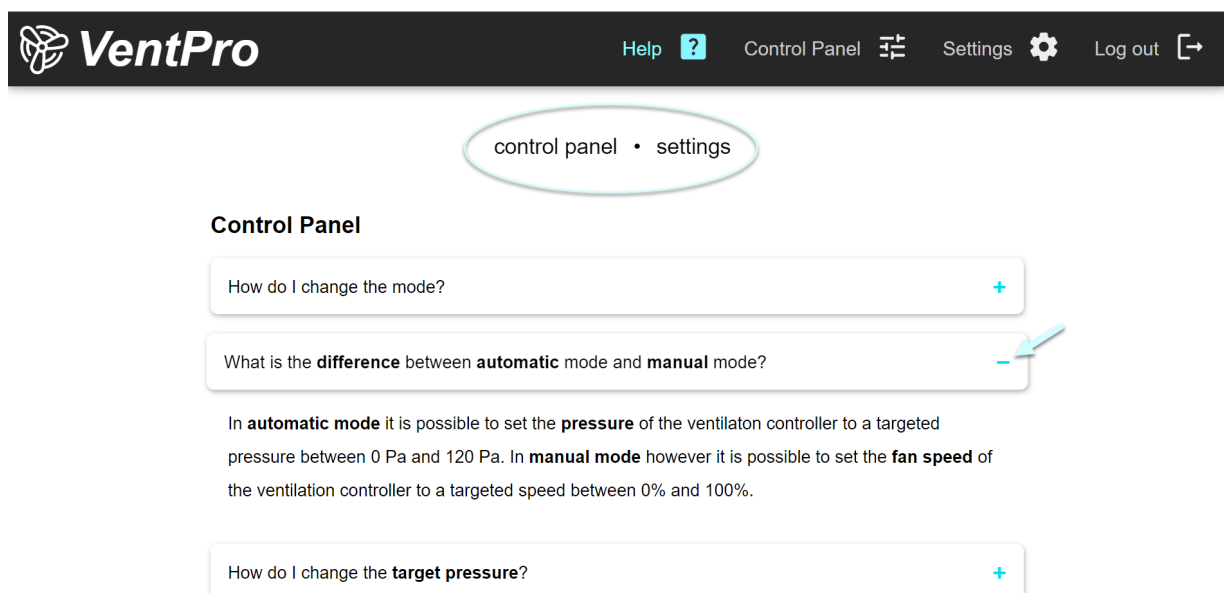 VentPro
Help ? Control Panel Settings Log out
control panel • settings
Control Panel
How do I change the mode? +
What is the difference between automatic mode and manual mode? −
In automatic mode it is possible to set the pressure of the ventilaton controller to a targeted
pressure between 0 Pa and 120 Pa. In manual mode however it is possible to set the fan speed of
the ventilation controller to a targeted speed between 0% and 100%.
How do I change the target pressure? +